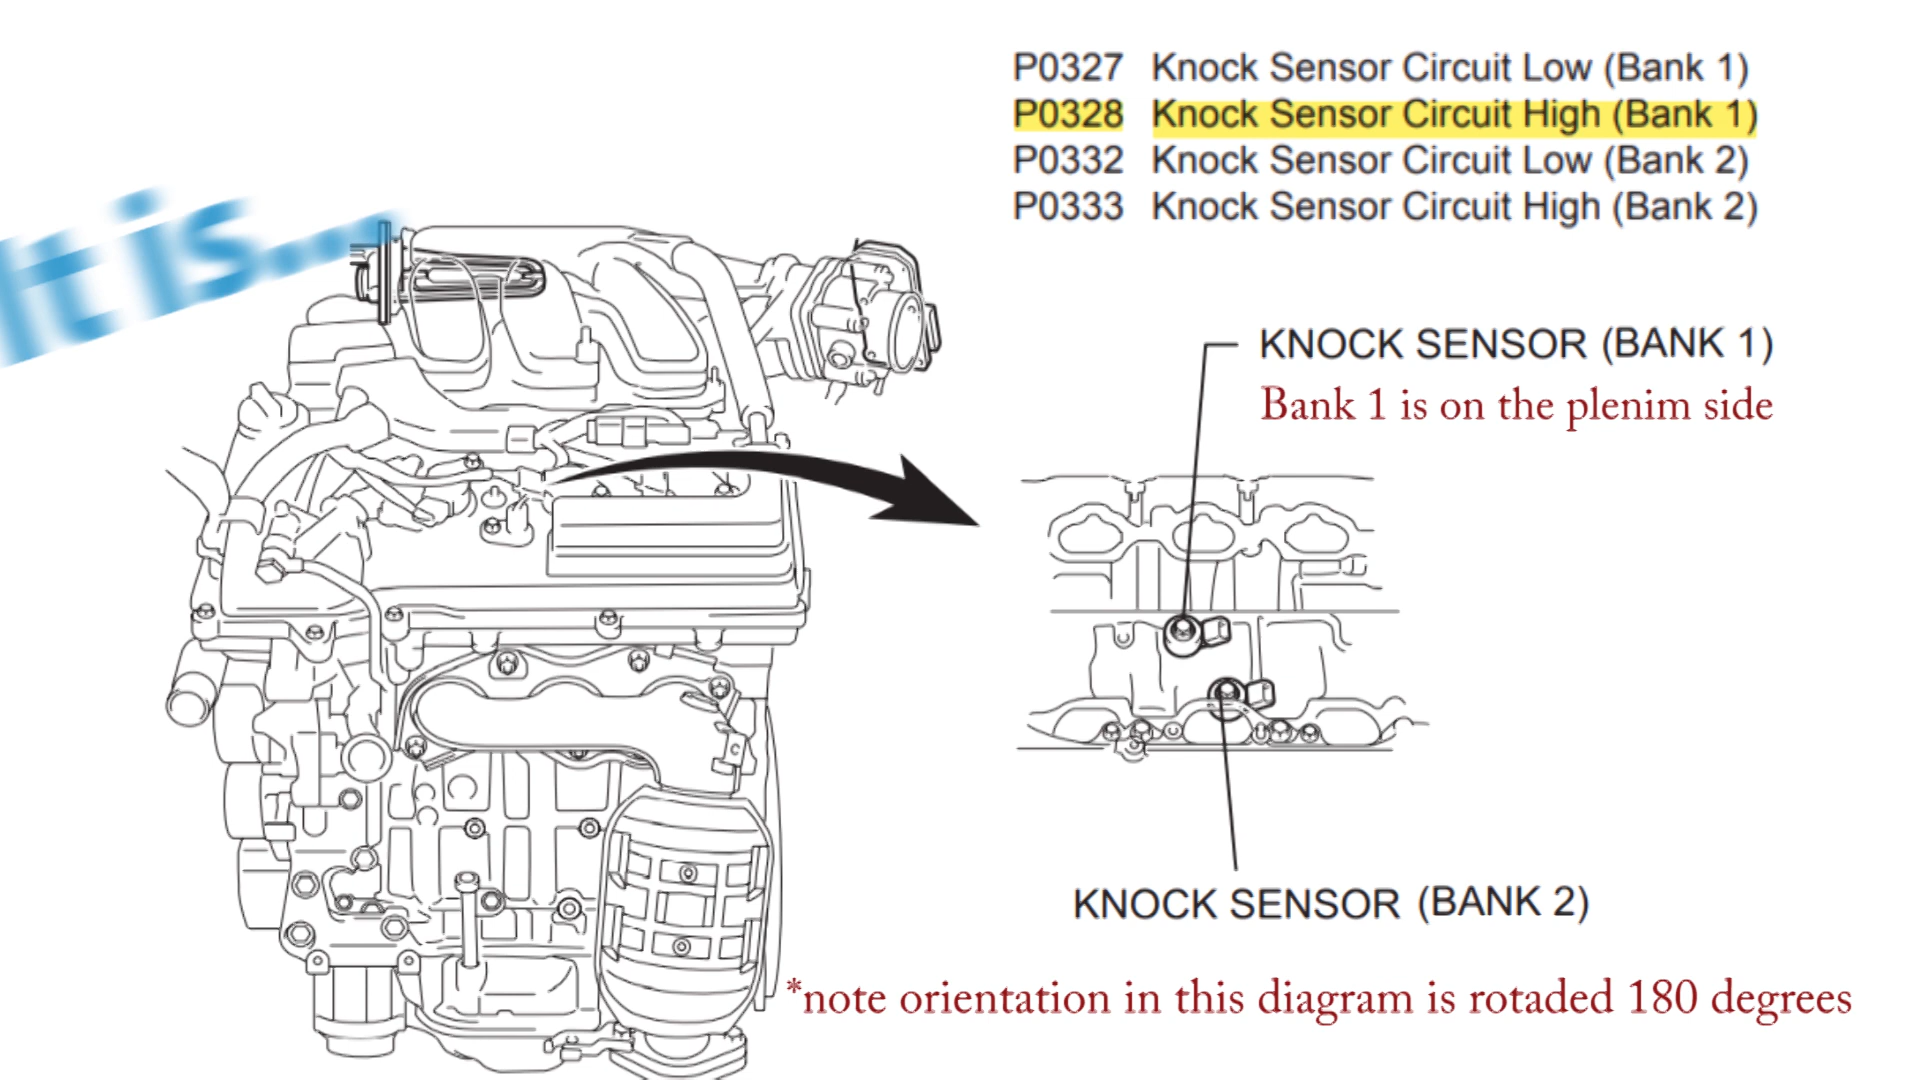 P0327 Knock Sensor Circuit Low (Bank 1)
P0328 Knock Sensor Circuit High (Bank 1)
P0332 Knock Sensor Circuit Low (Bank 2)
P0333 Knock Sensor Circuit High (Bank 2)
It is...
KNOCK SENSOR (BANK 1)
Bank 1 is on the plenim side
KNOCK SENSOR (BANK 2)
*note orientation in this diagram is rotaded 180 degrees